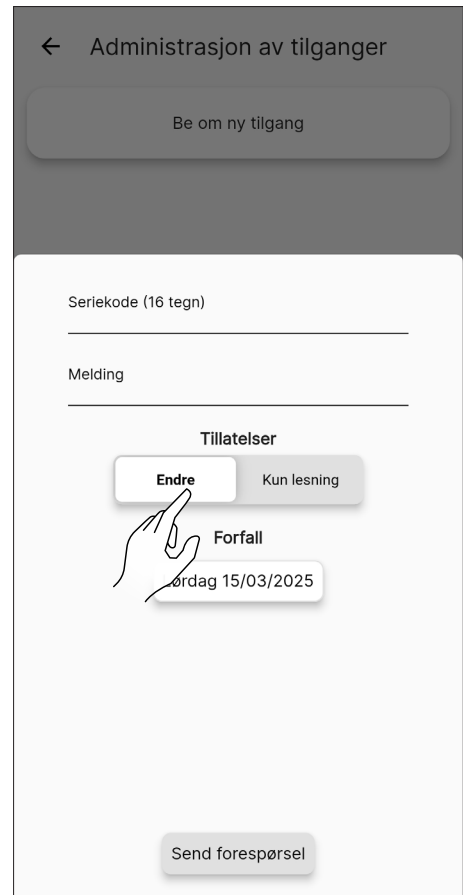 Administrasjon av tilganger
Be om ny tilgang
Seriekode (16 tegn)
Melding
Tillatelser
Endre Kun lesning
Forfall
Lørdag 15/03/2025
Send forespørsel